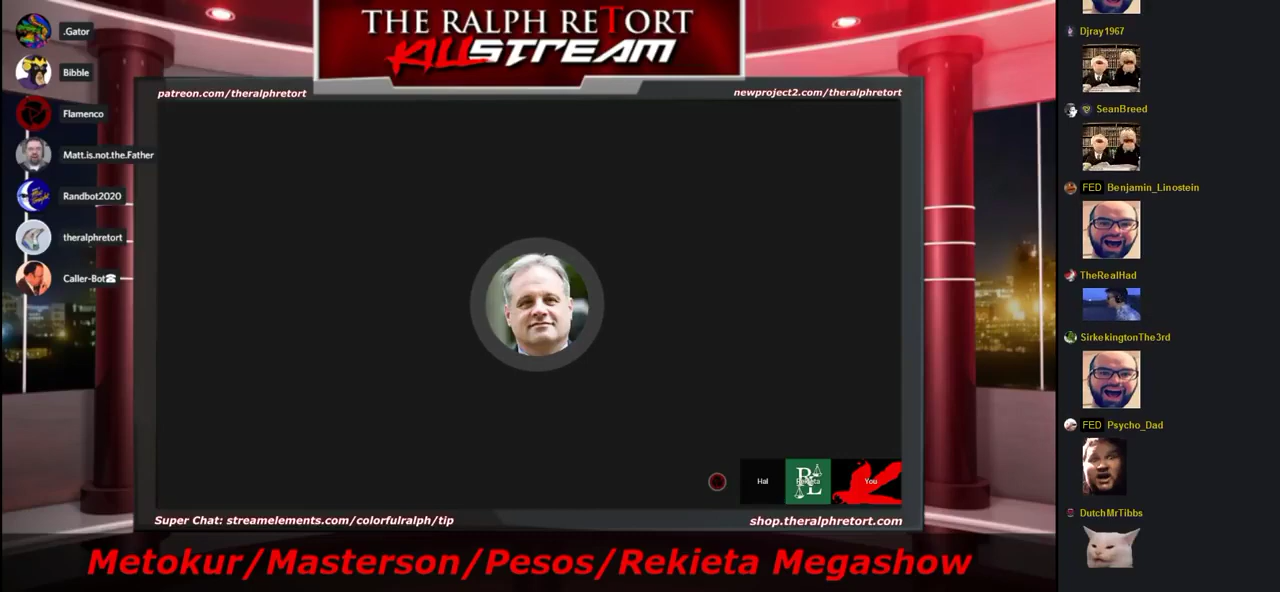 .Gator
Bibble
Flamenco
Matt.is.not.the.Father
Randbot2020
theralphretort
Caller-Bot☎
THE RALPH RETORT
KILLSTREAM
patreon.com/theralphretort
newproject2.com/theralphretort
Hal
Rekieta
RL
You
Super Chat: streamelements.com/colorfulralph/tip
shop.theralphretort.com
Metokur/Masterson/Pesos/Rekieta Megashow
Djray1967
SeanBreed
FED Benjamin_Linostein
TheRealHad
SirkekingtonThe3rd
FED Psycho_Dad
DutchMrTibbs